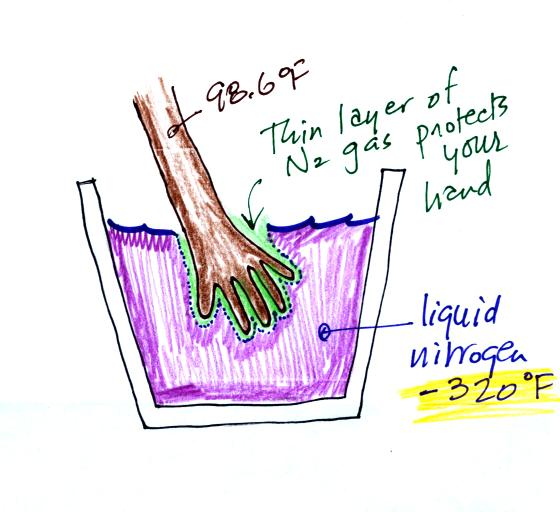 98.6°F
Thin layer of
N₂ gas protects
your
hand
liquid
nitrogen
-320°F